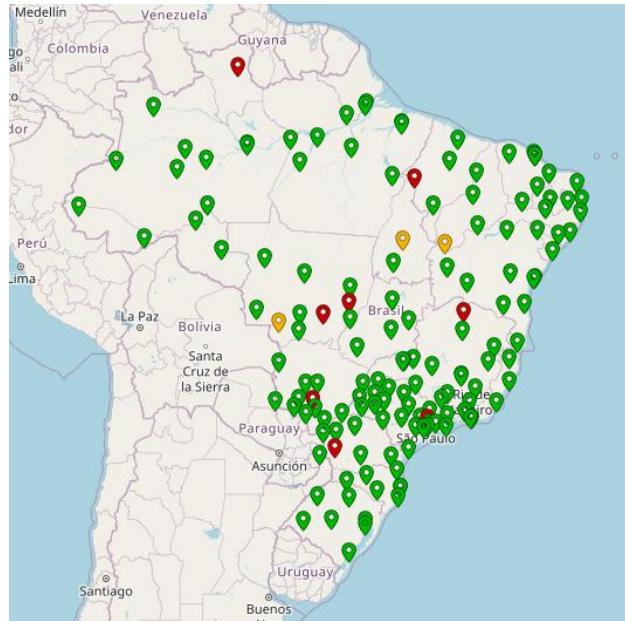 Medellín
Venezuela
Guyana
Colombia
Perú
Lima
La Paz
Bolivia
Brasil
Santa
Cruz de
la Sierra
Paraguay
São Paulo
Asunción
Uruguay
Santiago
Buenos